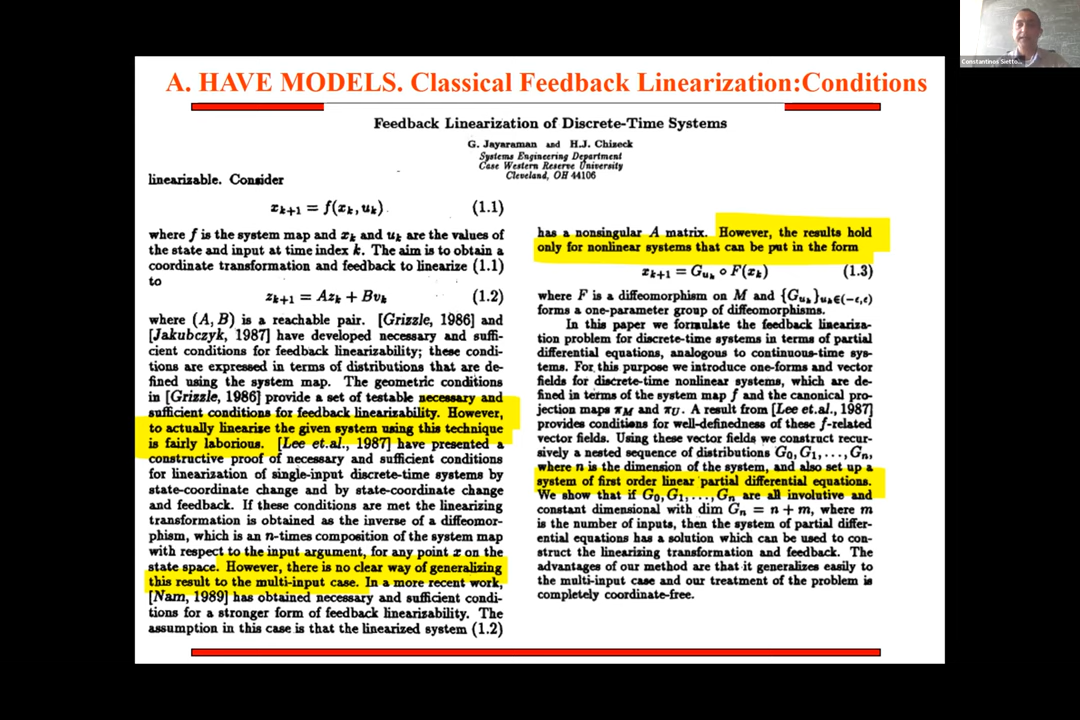 A. HAVE MODELS. Classical Feedback Linearization:Conditions
Feedback Linearization of Discrete-Time Systems
G. Jayaraman and H.J. Chizeck
Systems Engineering Department
Case Western Reserve University
Cleveland, OH 44106
linearizable. Consider
xₖ₊₁ = f(xₖ, uₖ). (1.1)
where f is the system map and xₖ and uₖ are the values of
the state and input at time index k. The aim is to obtain a
coordinate transformation and feedback to linearize (1.1)
to
zₖ₊₁ = Azₖ + Bvₖ (1.2)
where (A, B) is a reachable pair. [Grizzle, 1986] and
[Jakubczyk, 1987] have developed necessary and suffi-
cient conditions for feedback linearizability; these condi-
tions are expressed in terms of distributions that are de-
fined using the system map. The geometric conditions
in [Grizzle, 1986] provide a set of testable necessary and
sufficient conditions for feedback linearizability. However,
to actually linearize the given system using this technique
is fairly laborious. [Lee et.al., 1987] have presented a
constructive proof of necessary and sufficient conditions
for linearization of single-input discrete-time systems by
state-coordinate change and by state-coordinate change
and feedback. If these conditions are met the linearizing
transformation is obtained as the inverse of a diffeomor-
phism, which is an n-times composition of the system map
with respect to the input argument, for any point x on the
state space. However, there is no clear way of generalizing
this result to the multi-input case. In a more recent work,
[Nam, 1989] has obtained necessary and sufficient condi-
tions for a stronger form of feedback linearizability. The
assumption in this case is that the linearized system (1.2)
has a nonsingular A matrix. However, the results hold
only for nonlinear systems that can be put in the form
xₖ₊₁ = G_{uₖ} ∘ F(xₖ) (1.3)
where F is a diffeomorphism on M and {G_{uₖ}}_{uₖ∈(−ε,ε)}
forms a one-parameter group of diffeomorphisms.
In this paper we formulate the feedback lineariza-
tion problem for discrete-time systems in terms of partial
differential equations, analogous to continuous-time sys-
tems. For this purpose we introduce one-forms and vector
fields for discrete-time nonlinear systems, which are de-
fined in terms of the system map f and the canonical pro-
jection maps π_M and π_U. A result from [Lee et.al., 1987]
provides conditions for well-definedness of these f-related
vector fields. Using these vector fields we construct recur-
sively a nested sequence of distributions G₀, G₁, ..., Gₙ,
where n is the dimension of the system, and also set up a
system of first order linear partial differential equations.
We show that if G₀, G₁, ..., Gₙ are all involutive and
constant dimensional with dim Gₙ = n + m, where m
is the number of inputs, then the system of partial differ-
ential equations has a solution which can be used to con-
struct the linearizing transformation and feedback. The
advantages of our method are that it generalizes easily to
the multi-input case and our treatment of the problem is
completely coordinate-free.
Constantinos Sietto...